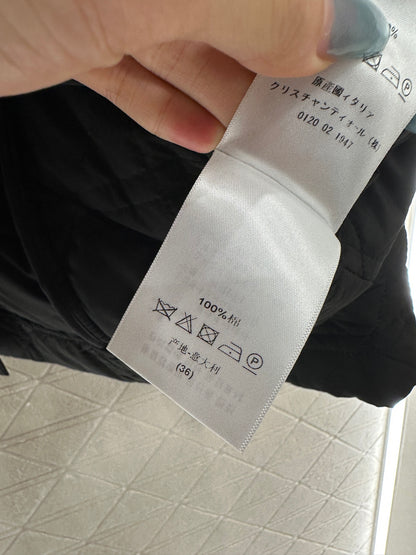 %
原産國イタリア
クリスチャンディオール(株)
0120 02 1947
100%棉
产地·意大利
(36)